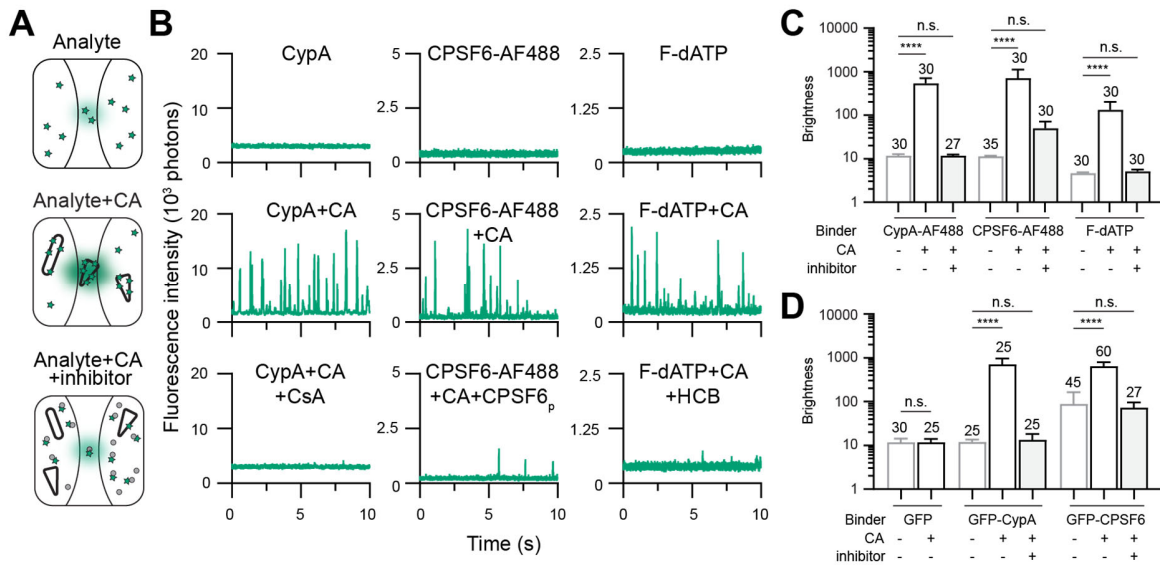 A
Analyte
Analyte+CA
Analyte+CA
+inhibitor
B
Fluorescence intensity (10³ photons)
CypA
CPSF6-AF488
F-dATP
20
15
10
5
0
5
2.5
0
2.5
1.25
0
CypA+CA
CPSF6-AF488
+CA
F-dATP+CA
20
15
10
5
0
5
2.5
0
2.5
1.25
0
CypA+CA
+CsA
CPSF6-AF488
+CA+CPSF6ₚ
F-dATP+CA
+HCB
20
15
10
5
0
5
2.5
0
2.5
1.25
0
0 5 10
0 5 10
0 5 10
Time (s)
C
Brightness
10000
1000
100
10
1
n.s. n.s. n.s.
**** **** ****
30 30 27 35 30 30 30 30 30
Binder CypA-AF488 CPSF6-AF488 F-dATP
CA - + + - + + - + +
inhibitor - - + - - + - - +
D
Brightness
10000
1000
100
10
1
n.s. n.s. n.s.
**** ****
30 25 25 25 25 45 60 27
Binder GFP GFP-CypA GFP-CPSF6
CA - + - + + - + +
inhibitor - - - - + - - +